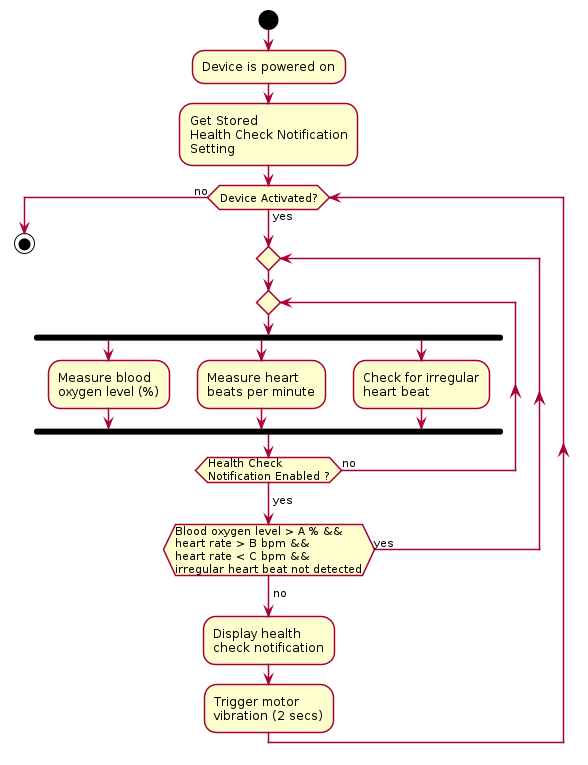 Device is powered on
Get Stored
Health Check Notification
Setting
no
Device Activated?
yes
Measure blood
oxygen level (%)
Measure heart
beats per minute
Check for irregular
heart beat
Health Check
Notification Enabled ?
no
yes
Blood oxygen level > A % &&
heart rate > B bpm &&
heart rate < C bpm &&
irregular heart beat not detected
yes
no
Display health
check notification
Trigger motor
vibration (2 secs)